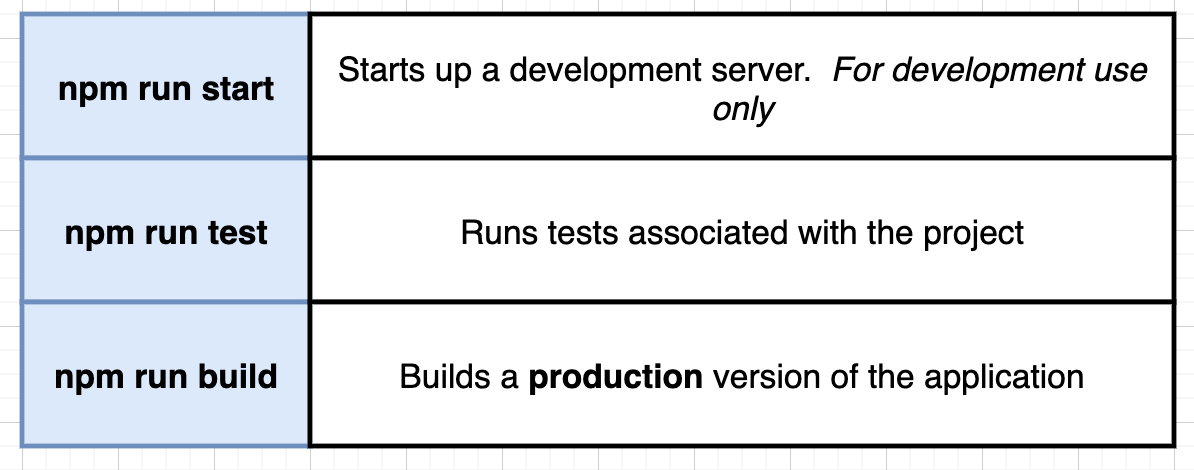 npm run start
Starts up a development server.  For development use
only
npm run test
Runs tests associated with the project
npm run build
Builds a production version of the application